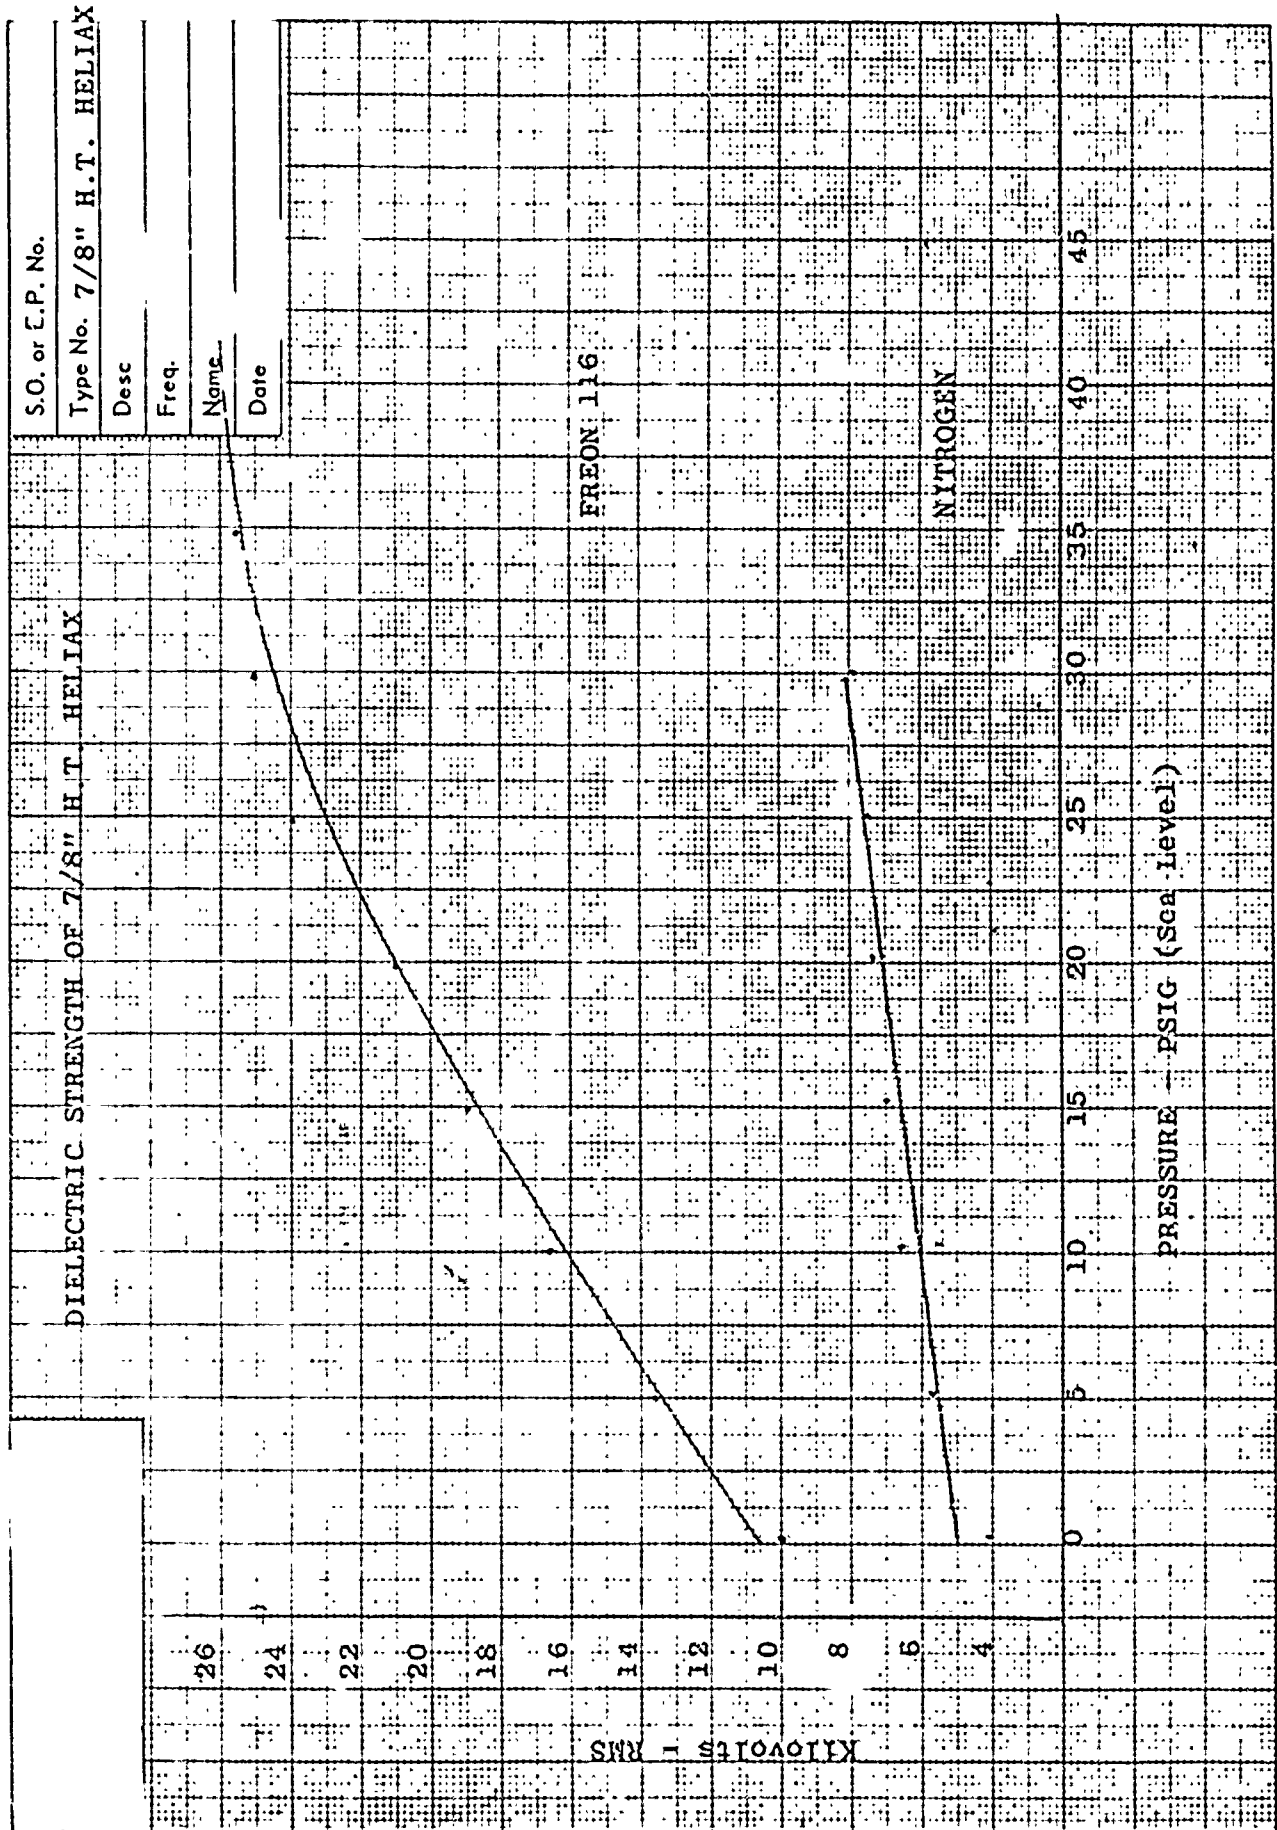 S.O. or E.P. No.
Type No. 7/8" H.T. HELIAX
Desc
Freq.
Name
Date
DIELECTRIC STRENGTH OF 7/8" H.T. HELIAX
26
24
22
20
18
16
14
12
10
8
6
4
Kilovolts - RMS
FREON 116
NITROGEN
0 5 10 15 20 25 30 35 40 45
PRESSURE - PSIG (Sea Level)